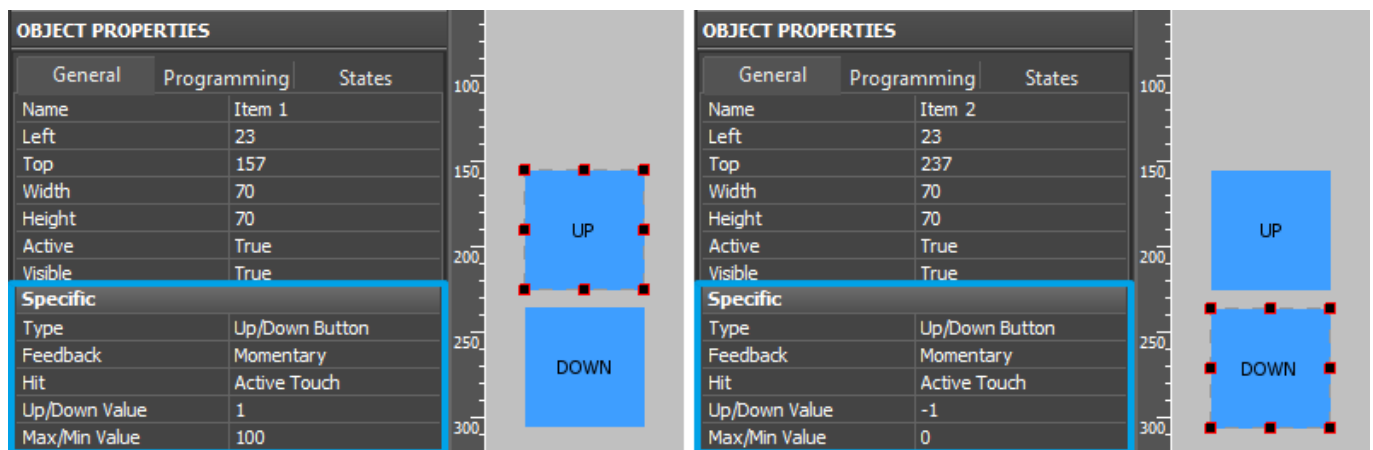 OBJECT PROPERTIES
General Programming States
Name Item 1
Left 23
Top 157
Width 70
Height 70
Active True
Visible True
Specific
Type Up/Down Button
Feedback Momentary
Hit Active Touch
Up/Down Value 1
Max/Min Value 100
100
150
200
250
300
UP
DOWN
OBJECT PROPERTIES
General Programming States
Name Item 2
Left 23
Top 237
Width 70
Height 70
Active True
Visible True
Specific
Type Up/Down Button
Feedback Momentary
Hit Active Touch
Up/Down Value -1
Max/Min Value 0
100
150
200
250
300
UP
DOWN